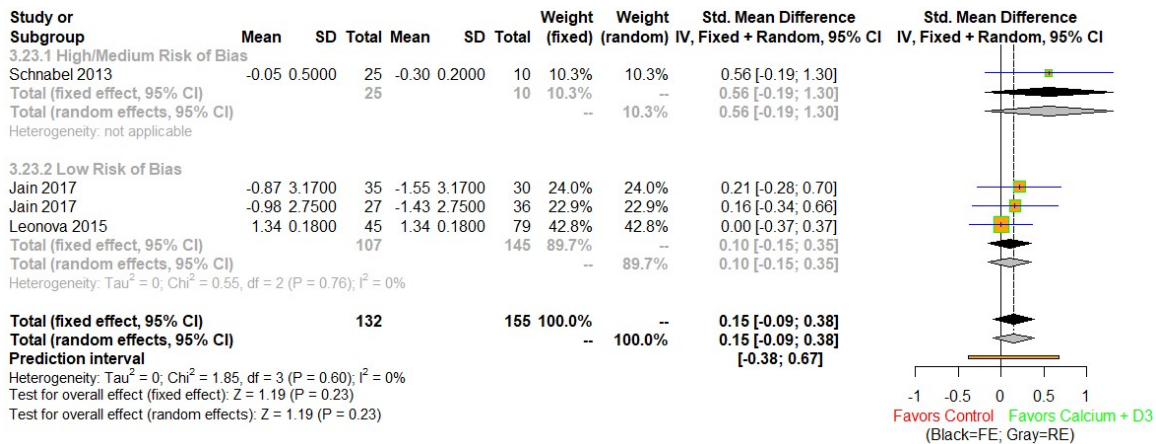 Study or Weight Weight Std. Mean Difference Std. Mean Difference
Subgroup Mean SD Total Mean SD Total (fixed) (random) IV, Fixed + Random, 95% CI IV, Fixed + Random, 95% CI
3.23.1 High/Medium Risk of Bias
Schnabel 2013 -0.05 0.5000 25 -0.30 0.2000 10 10.3% 10.3% 0.56 [-0.19; 1.30]
Total (fixed effect, 95% CI) 25 10 10.3% -- 0.56 [-0.19; 1.30]
Total (random effects, 95% CI) -- 10.3% 0.56 [-0.19; 1.30]
Heterogeneity: not applicable
3.23.2 Low Risk of Bias
Jain 2017 -0.87 3.1700 35 -1.55 3.1700 30 24.0% 24.0% 0.21 [-0.28; 0.70]
Jain 2017 -0.98 2.7500 27 -1.43 2.7500 36 22.9% 22.9% 0.16 [-0.34; 0.66]
Leonova 2015 1.34 0.1800 45 1.34 0.1800 79 42.8% 42.8% 0.00 [-0.37; 0.37]
Total (fixed effect, 95% CI) 107 145 89.7% -- 0.10 [-0.15; 0.35]
Total (random effects, 95% CI) -- 89.7% 0.10 [-0.15; 0.35]
Heterogeneity: Tau² = 0; Chi² = 0.55, df = 2 (P = 0.76); I² = 0%
Total (fixed effect, 95% CI) 132 155 100.0% -- 0.15 [-0.09; 0.38]
Total (random effects, 95% CI) -- 100.0% 0.15 [-0.09; 0.38]
Prediction interval [-0.38; 0.67]
Heterogeneity: Tau² = 0; Chi² = 1.85, df = 3 (P = 0.60); I² = 0%
Test for overall effect (fixed effect): Z = 1.19 (P = 0.23)
Test for overall effect (random effects): Z = 1.19 (P = 0.23)
-1 -0.5 0 0.5 1
Favors Control Favors Calcium + D3
(Black=FE; Gray=RE)